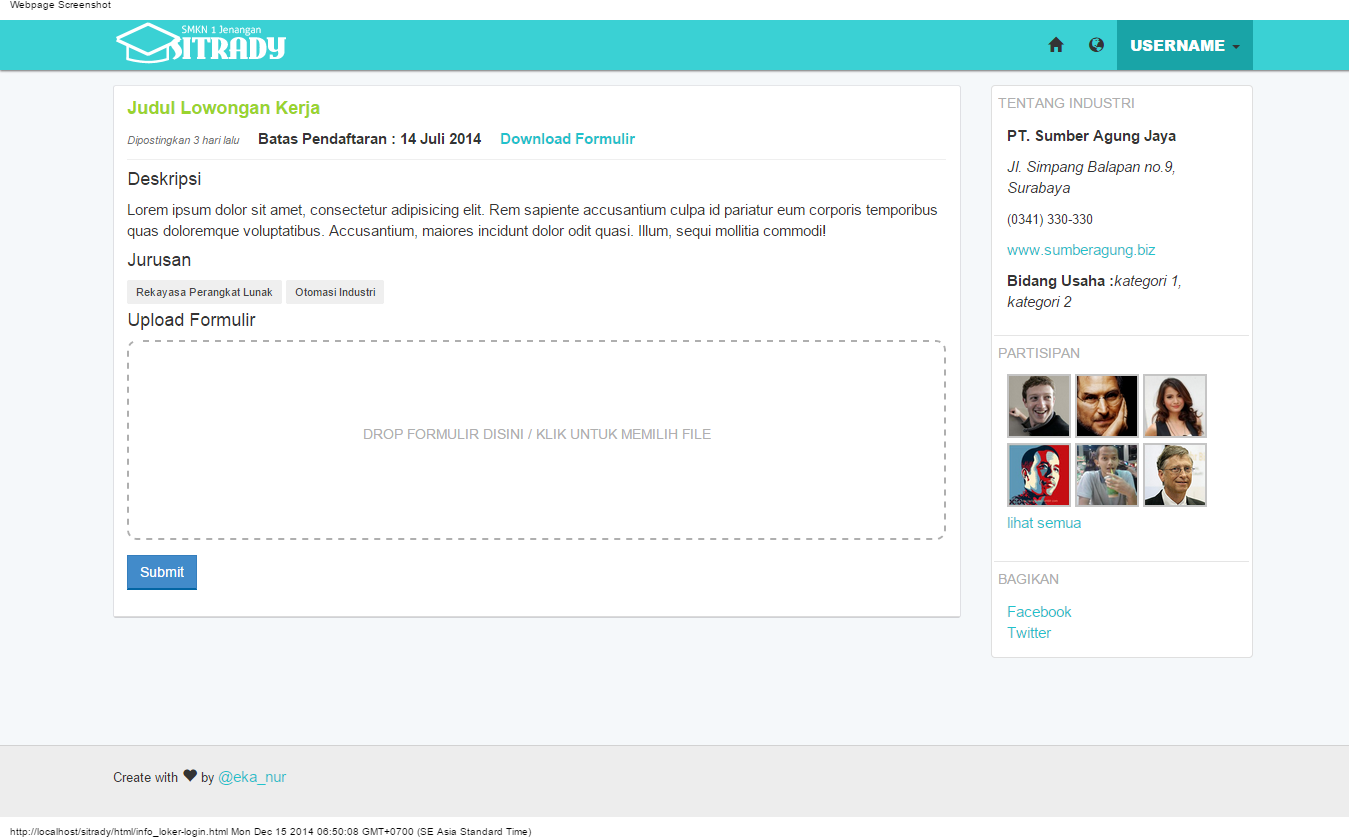 Webpage Screenshot
SMKN 1 Jenangan
SITRADY
USERNAME
Judul Lowongan Kerja
Dipostingkan 3 hari lalu Batas Pendaftaran : 14 Juli 2014 Download Formulir
Deskripsi
Lorem ipsum dolor sit amet, consectetur adipisicing elit. Rem sapiente accusantium culpa id pariatur eum corporis temporibus
quas doloremque voluptatibus. Accusantium, maiores incidunt dolor odit quasi. Illum, sequi mollitia commodi!
Jurusan
Rekayasa Perangkat Lunak Otomasi Industri
Upload Formulir
DROP FORMULIR DISINI / KLIK UNTUK MEMILIH FILE
Submit
TENTANG INDUSTRI
PT. Sumber Agung Jaya
Jl. Simpang Balapan no.9,
Surabaya
(0341) 330-330
www.sumberagung.biz
Bidang Usaha :kategori 1,
kategori 2
PARTISIPAN
lihat semua
BAGIKAN
Facebook
Twitter
Create with ♥ by @eka_nur
http://localhost/sitrady/html/info_loker-login.html Mon Dec 15 2014 06:50:08 GMT+0700 (SE Asia Standard Time)